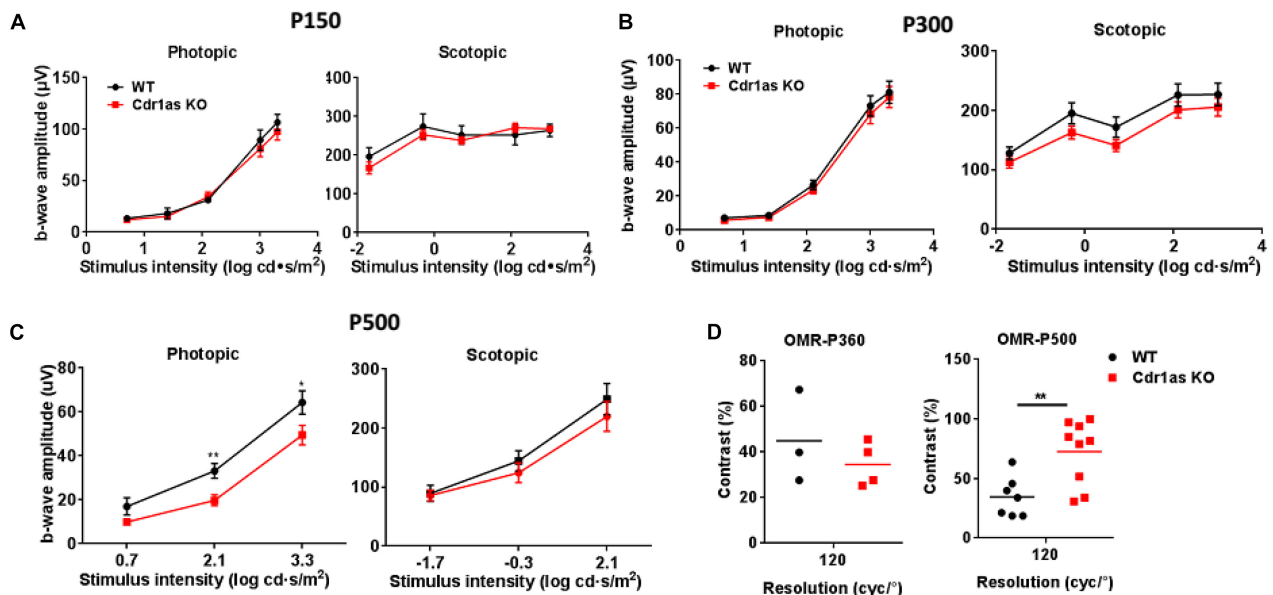 A
P150
Photopic
Scotopic
b-wave amplitude (μV)
150
100
50
0
WT
Cdr1as KO
0 1 2 3 4
Stimulus intensity (log cd•s/m²)
400
300
200
100
0
-2 0 2 4
Stimulus intensity (log cd•s/m²)
B
P300
Photopic
Scotopic
b-wave amplitude (μV)
100
80
60
40
20
0
WT
Cdr1as KO
0 1 2 3 4
Stimulus intensity (log cd·s/m²)
300
200
100
0
-2 0 2 4
Stimulus intensity (log cd·s/m²)
C
P500
Photopic
Scotopic
b-wave amplitude (uV)
80
60
40
20
0
**
*
0.7 2.1 3.3
Stimulus intensity (log cd·s/m²)
300
200
100
0
-1.7 -0.3 2.1
Stimulus intensity (log cd·s/m²)
D
OMR-P360
Contrast (%)
80
60
40
20
0
120
Resolution (cyc/°)
OMR-P500
Contrast (%)
150
100
50
0
**
120
Resolution (cyc/°)
WT
Cdr1as KO